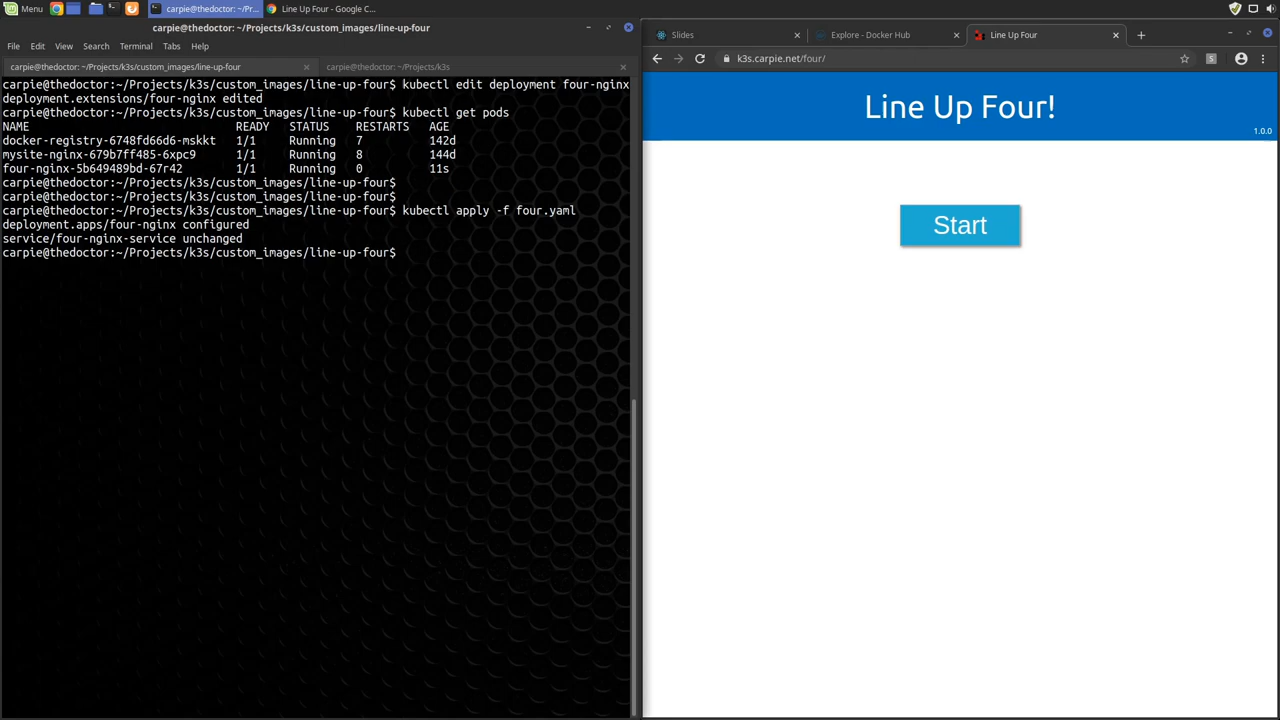 Menu
carpie@thedoctor: ~/Pr...
Line Up Four - Google C...
carpie@thedoctor: ~/Projects/k3s/custom_images/line-up-four
File Edit View Search Terminal Tabs Help
carpie@thedoctor: ~/Projects/k3s/custom_images/line-up-four
carpie@thedoctor: ~/Projects/k3s
carpie@thedoctor:~/Projects/k3s/custom_images/line-up-four$ kubectl edit deployment four-nginx
deployment.extensions/four-nginx edited
carpie@thedoctor:~/Projects/k3s/custom_images/line-up-four$ kubectl get pods
NAME READY STATUS RESTARTS AGE
docker-registry-6748fd66d6-mskkt 1/1 Running 7 142d
mysite-nginx-679b7ff485-6xpc9 1/1 Running 8 144d
four-nginx-5b649489bd-67r42 1/1 Running 0 11s
carpie@thedoctor:~/Projects/k3s/custom_images/line-up-four$
carpie@thedoctor:~/Projects/k3s/custom_images/line-up-four$
carpie@thedoctor:~/Projects/k3s/custom_images/line-up-four$ kubectl apply -f four.yaml
deployment.apps/four-nginx configured
service/four-nginx-service unchanged
carpie@thedoctor:~/Projects/k3s/custom_images/line-up-four$
Slides
Explore - Docker Hub
Line Up Four
k3s.carpie.net/four/
S
Line Up Four!
1.0.0
Start